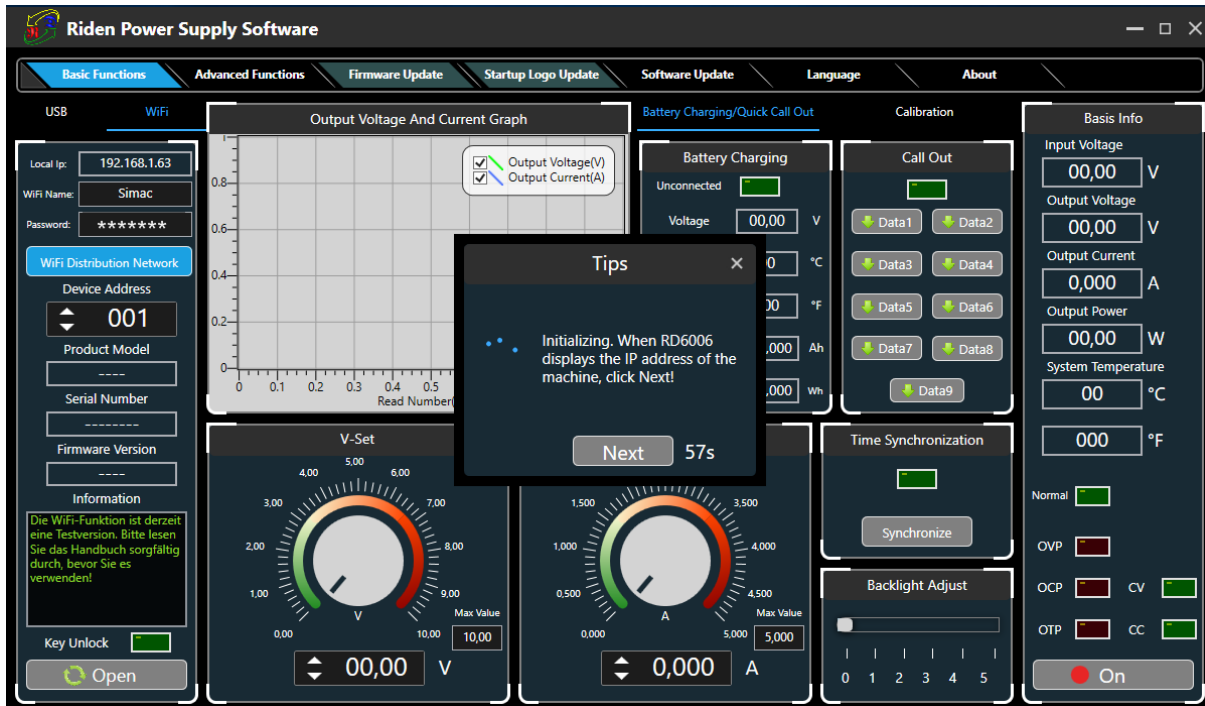 Riden Power Supply Software
Basic Functions
Advanced Functions
Firmware Update
Startup Logo Update
Software Update
Language
About
USB
WiFi
Local Ip:
192.168.1.63
WiFi Name:
Simac
Password:
*******
WiFi Distribution Network
Device Address
001
Product Model
----
Serial Number
--------
Firmware Version
----
Information
Die WiFi-Funktion ist derzeit
eine Testversion. Bitte lesen
Sie das Handbuch sorgfältig
durch, bevor Sie es
verwenden!
Key Unlock
Open
Output Voltage And Current Graph
Output Voltage(V)
Output Current(A)
1
0.8
0.6
0.4
0.2
0
0 0.1 0.2 0.3 0.4 0.5
Read Number(
Tips
Initializing. When RD6006
displays the IP address of the
machine, click Next!
Next
57s
V-Set
0,00
1,00
2,00
3,00
4,00
5,00
6,00
7,00
8,00
9,00
10,00
V
Max Value
10,00
00,00 V
0,000
0,500
1,000
1,500
3,500
4,000
4,500
5,000
A
Max Value
5,000
0,000 A
Battery Charging/Quick Call Out
Calibration
Battery Charging
Unconnected
Voltage 00,00 V
0 °C
00 °F
,000 Ah
,000 Wh
Call Out
Data1 Data2
Data3 Data4
Data5 Data6
Data7 Data8
Data9
Time Synchronization
Synchronize
Backlight Adjust
0 1 2 3 4 5
Basis Info
Input Voltage
00,00 V
Output Voltage
00,00 V
Output Current
0,000 A
Output Power
00,00 W
System Temperature
00 °C
000 °F
Normal
OVP
OCP CV
OTP CC
On